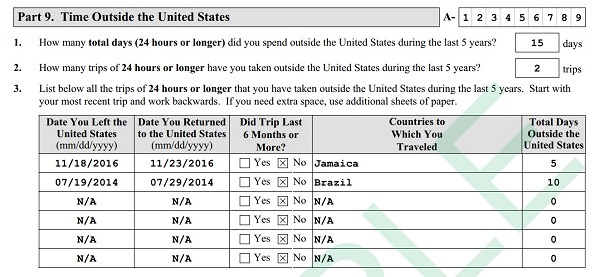 Part 9. Time Outside the United States A- 1 2 3 4 5 6 7 8 9
1. How many total days (24 hours or longer) did you spend outside the United States during the last 5 years? 15 days
2. How many trips of 24 hours or longer have you taken outside the United States during the last 5 years? 2 trips
3. List below all the trips of 24 hours or longer that you have taken outside the United States during the last 5 years. Start with
your most recent trip and work backwards. If you need extra space, use additional sheets of paper.
Date You Left the Date You Returned Did Trip Last Countries to Total Days
United States to the United States 6 Months or Which You Outside the
(mm/dd/yyyy) (mm/dd/yyyy) More? Traveled United States
11/18/2016 11/23/2016 Yes No Jamaica 5
07/19/2014 07/29/2014 Yes No Brazil 10
N/A N/A Yes No N/A 0
N/A N/A Yes No N/A 0
N/A N/A Yes No N/A 0
N/A N/A Yes No N/A 0
PLE